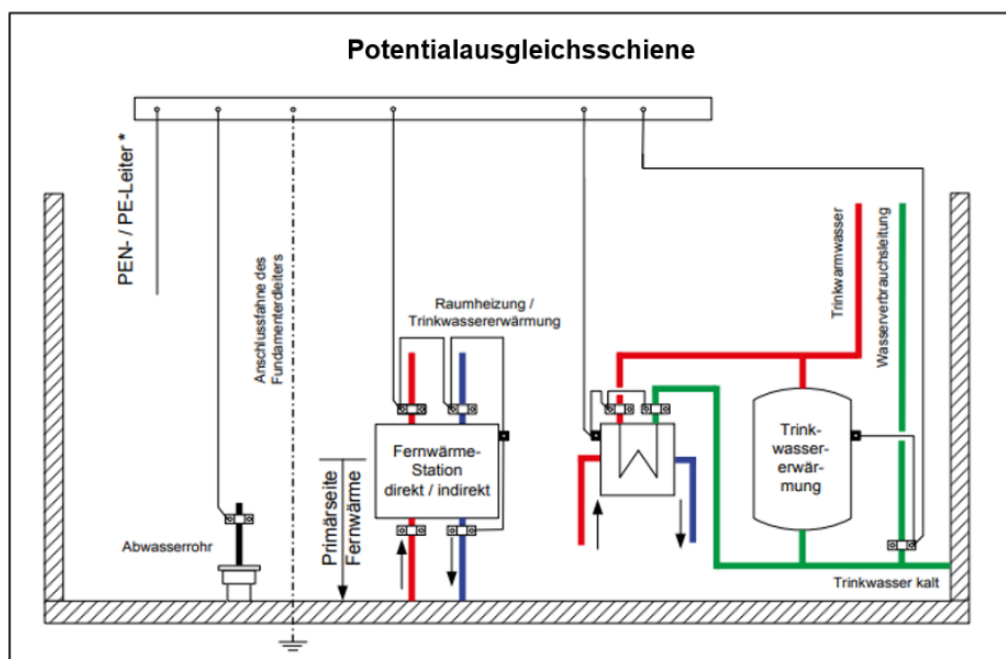 Potentialausgleichsschiene
PEN- / PE-Leiter *
Anschlussfahne des
Fundamenterdleiters
Raumheizung /
Trinkwassererwärmung
Trinkwarmwasser
Wasserverbrauchsleitung
Fernwärme-
Station
direkt / indirekt
Trink-
wasser-
erwär-
mung
Primärseite
Fernwärme
Abwasserrohr
Trinkwasser kalt